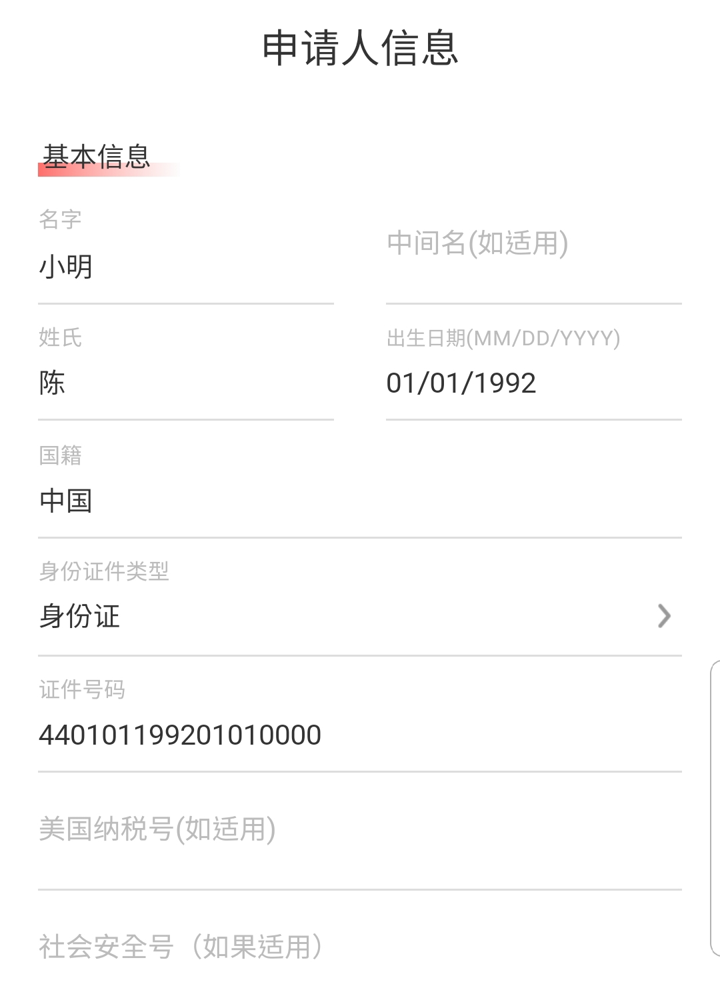 申请人信息
基本信息
名字
小明
中间名(如适用)
姓氏
陈
出生日期(MM/DD/YYYY)
01/01/1992
国籍
中国
身份证件类型
身份证
证件号码
440101199201010000
美国纳税号(如适用)
社会安全号（如果适用）